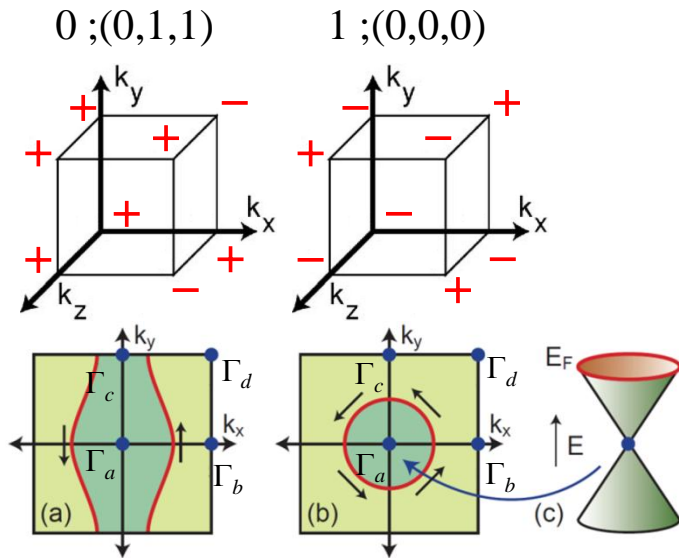 0 ;(0,1,1)
1 ;(0,0,0)
k_y
+
−
+
+
+
k_x
+
+
−
k_z
k_y
−
+
+
−
−
k_x
−
−
+
k_z
k_y
Γ_c
Γ_d
k_x
Γ_a
Γ_b
(a)
k_y
Γ_c
Γ_d
k_x
Γ_a
Γ_b
(b)
E_F
E
(c)